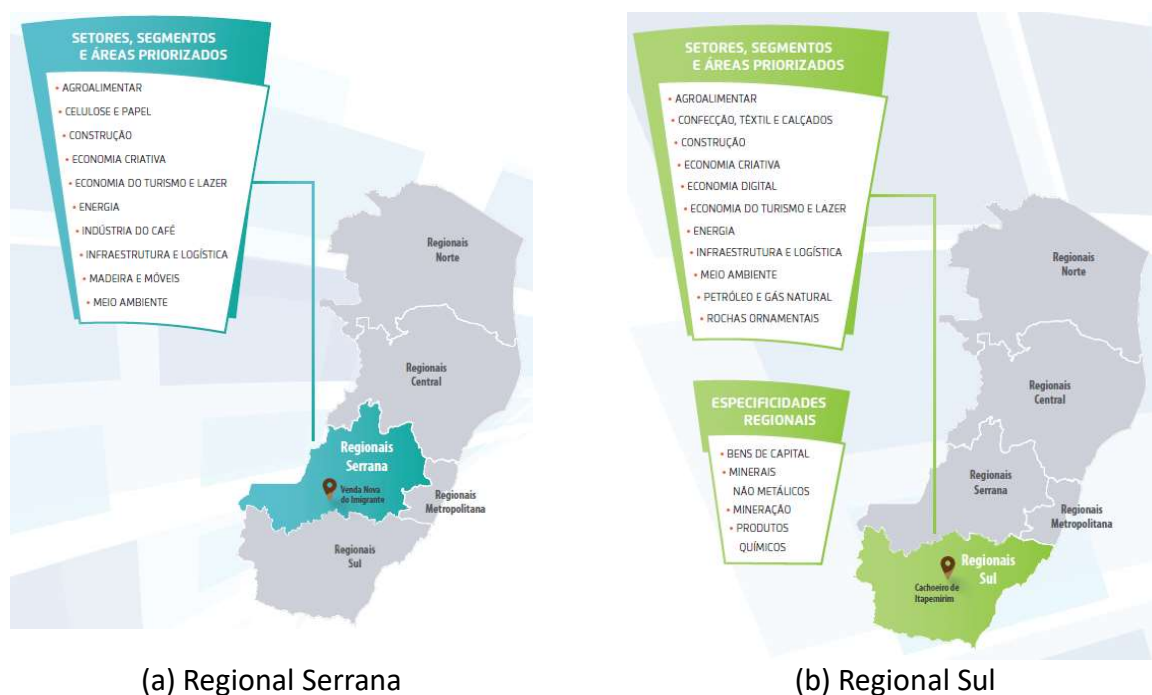 SETORES, SEGMENTOS
E ÁREAS PRIORIZADOS
• AGROALIMENTAR
• CELULOSE E PAPEL
• CONSTRUÇÃO
• ECONOMIA CRIATIVA
• ECONOMIA DO TURISMO E LAZER
• ENERGIA
• INDÚSTRIA DO CAFÉ
• INFRAESTRUTURA E LOGÍSTICA
• MADEIRA E MÓVEIS
• MEIO AMBIENTE
Regionais
Norte
Regionais
Central
Regionais
Serrana
Venda Nova
do Imigrante
Regionais
Metropolitana
Regionais
Sul
(a) Regional Serrana
SETORES, SEGMENTOS
E ÁREAS PRIORIZADOS
• AGROALIMENTAR
• CONFECÇÃO, TÊXTIL E CALÇADOS
• CONSTRUÇÃO
• ECONOMIA CRIATIVA
• ECONOMIA DIGITAL
• ECONOMIA DO TURISMO E LAZER
• ENERGIA
• INFRAESTRUTURA E LOGÍSTICA
• MEIO AMBIENTE
• PETRÓLEO E GÁS NATURAL
• ROCHAS ORNAMENTAIS
ESPECIFICIDADES
REGIONAIS
• BENS DE CAPITAL
• MINERAIS
NÃO METÁLICOS
• MINERAÇÃO
• PRODUTOS
QUÍMICOS
Regionais
Norte
Regionais
Central
Regionais
Serrana
Regionais
Metropolitana
Regionais
Sul
Cachoeiro de
Itapemirim
(b) Regional Sul